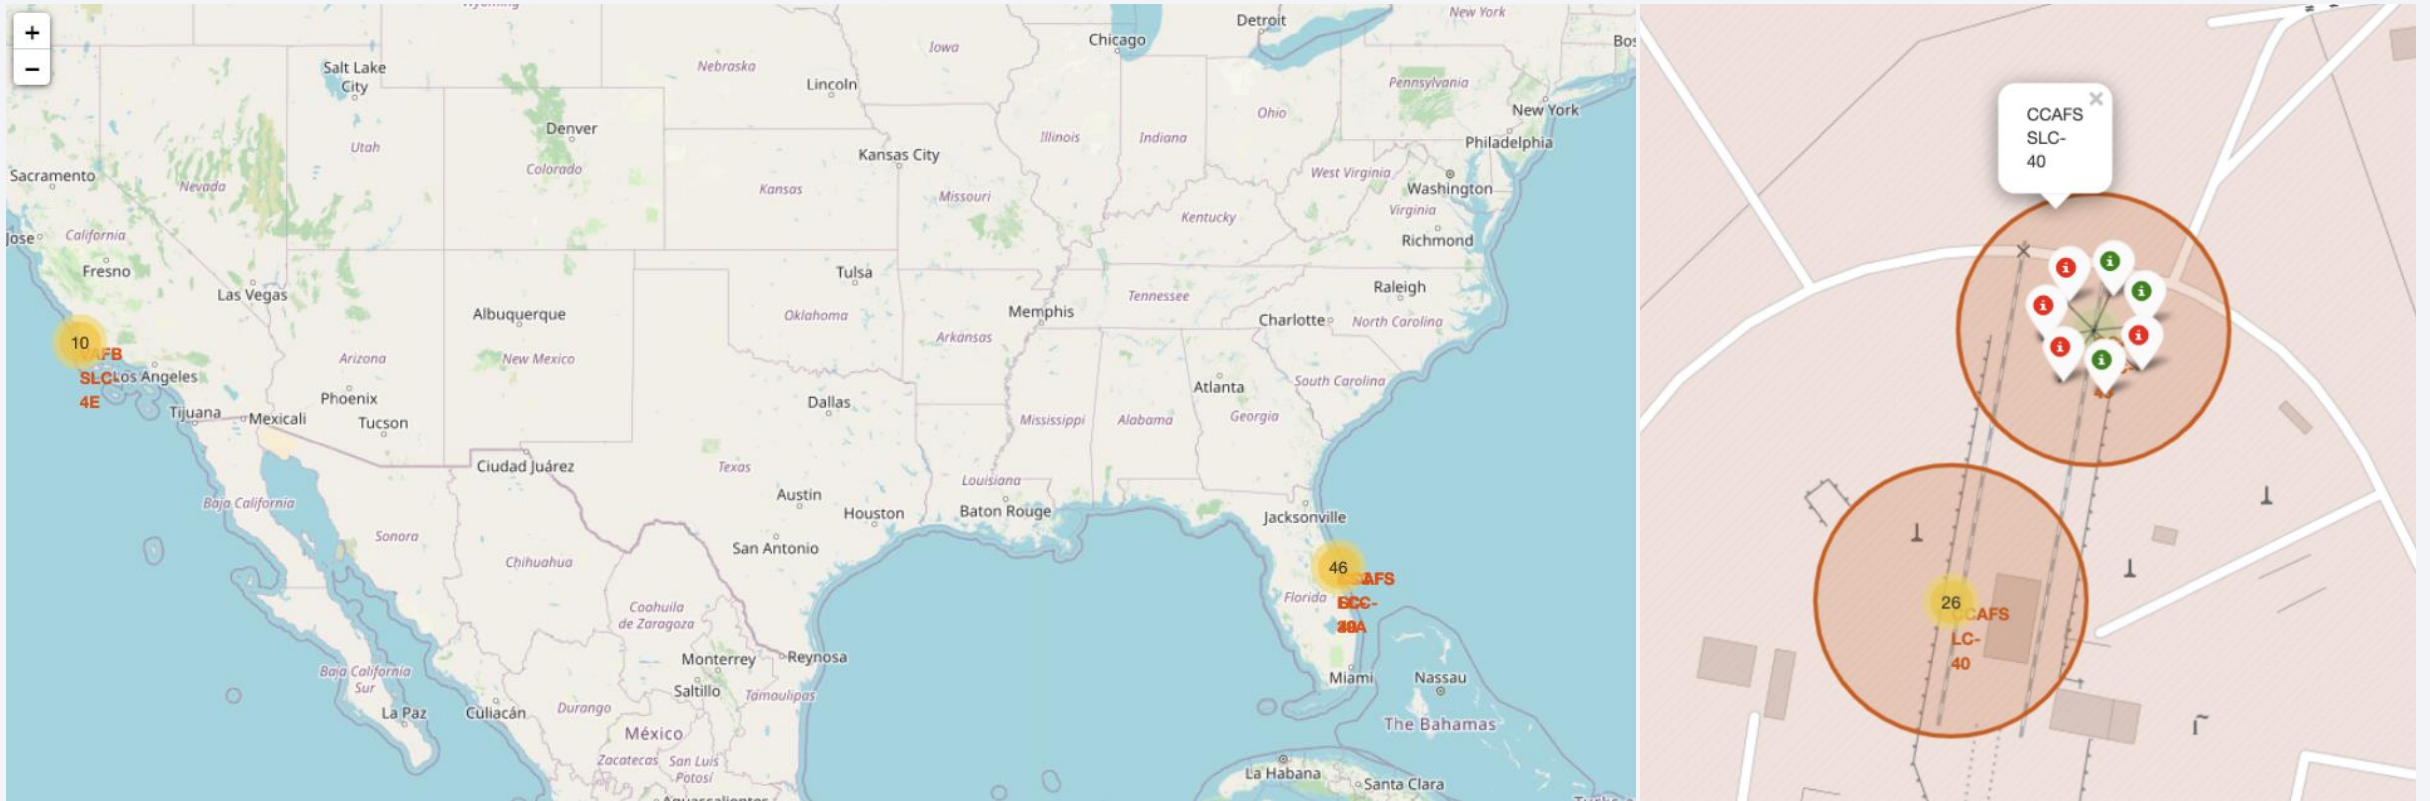 +
−
Wyoming
Salt Lake
City
Nebraska
Iowa
Lincoln
Chicago
Detroit
New York
Bos
Denver
Utah
Colorado
Kansas City
Kansas
Missouri
Illinois
Indiana
Ohio
Pennsylvania
New York
Philadelphia
West Virginia
Washington
Virginia
Richmond
Kentucky
Sacramento
Nevada
Jose
California
Fresno
Las Vegas
Albuquerque
Arizona
New Mexico
Phoenix
Tucson
Tulsa
Oklahoma
Arkansas
Memphis
Tennessee
Raleigh
Charlotte
North Carolina
South Carolina
Atlanta
Georgia
Alabama
Mississippi
Louisiana
Dallas
10
AFB
SLC-
4E
Los Angeles
Tijuana
Mexicali
Ciudad Juárez
Texas
Austin
Houston
San Antonio
Baton Rouge
Jacksonville
46
Florida
Miami
Nassau
The Bahamas
La Habana
Santa Clara
Baja California
Sonora
Chihuahua
Coahuila
de Zaragoza
Monterrey
Reynosa
Saltillo
Tamaulipas
Baja California
Sur
La Paz
Culiacán
Durango
México
Zacatecas
San Luis
Potosí
Aguascalientes
CCAFS
SLC-
40
×
26
CCAFS
LC-
40